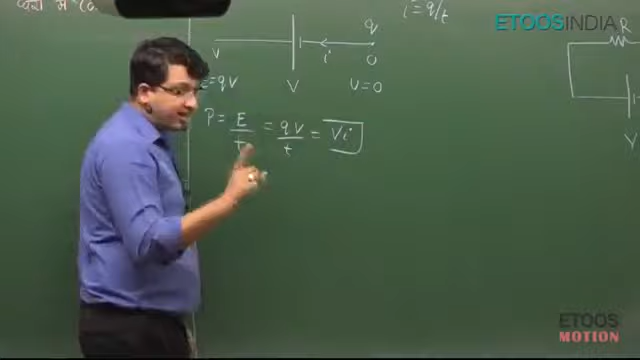 i = q/t
ETOOSINDIA
R
q
V
i
0
= qV
V
U=0
P = E/t = qV/t = Vi
V
ETOOS
MOTION